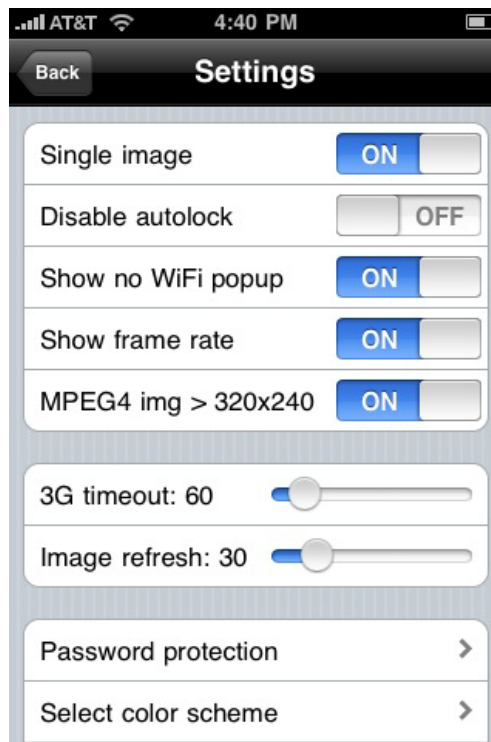 AT&T 4:40 PM
Back Settings
Single image ON
Disable autolock OFF
Show no WiFi popup ON
Show frame rate ON
MPEG4 img > 320x240 ON
3G timeout: 60
Image refresh: 30
Password protection
Select color scheme